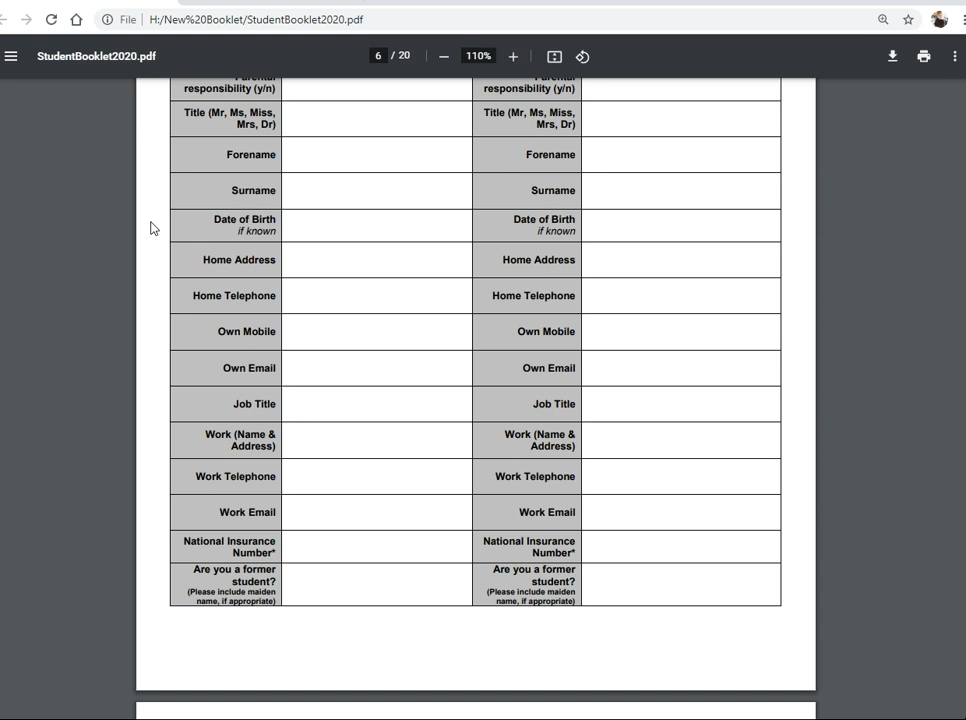 File
H:/New%20Booklet/StudentBooklet2020.pdf
StudentBooklet2020.pdf
6 / 20
110%
Parental
responsibility (y/n)
Parental
responsibility (y/n)
Title (Mr, Ms, Miss,
Mrs, Dr)
Title (Mr, Ms, Miss,
Mrs, Dr)
Forename
Forename
Surname
Surname
Date of Birth
if known
Date of Birth
if known
Home Address
Home Address
Home Telephone
Home Telephone
Own Mobile
Own Mobile
Own Email
Own Email
Job Title
Job Title
Work (Name &
Address)
Work (Name &
Address)
Work Telephone
Work Telephone
Work Email
Work Email
National Insurance
Number*
National Insurance
Number*
Are you a former
student?
(Please include maiden
name, if appropriate)
Are you a former
student?
(Please include maiden
name, if appropriate)